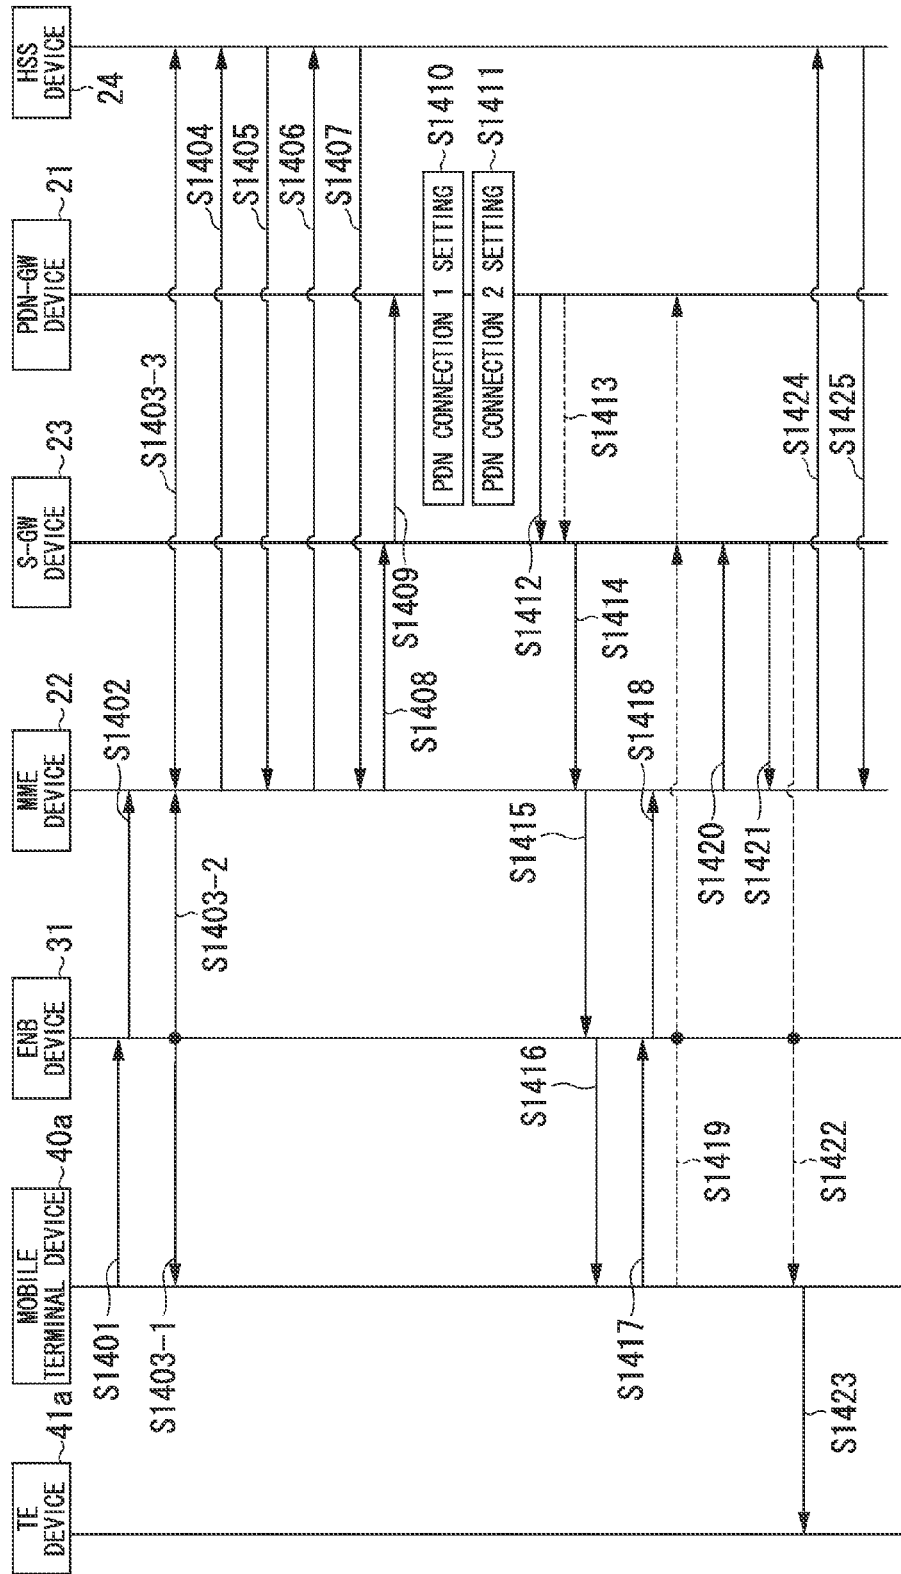 TE
DEVICE
41a
MOBILE
TERMINAL DEVICE
40a
ENB
DEVICE
31
MME
DEVICE
22
S-GW
DEVICE
23
PDN-GW
DEVICE
21
HSS
DEVICE
24
S1401
S1402
S1403-1
S1403-2
S1403-3
S1404
S1405
S1406
S1407
S1408
S1409
PDN CONNECTION 1 SETTING
S1410
PDN CONNECTION 2 SETTING
S1411
S1412
S1413
S1414
S1415
S1416
S1417
S1418
S1419
S1420
S1421
S1422
S1423
S1424
S1425